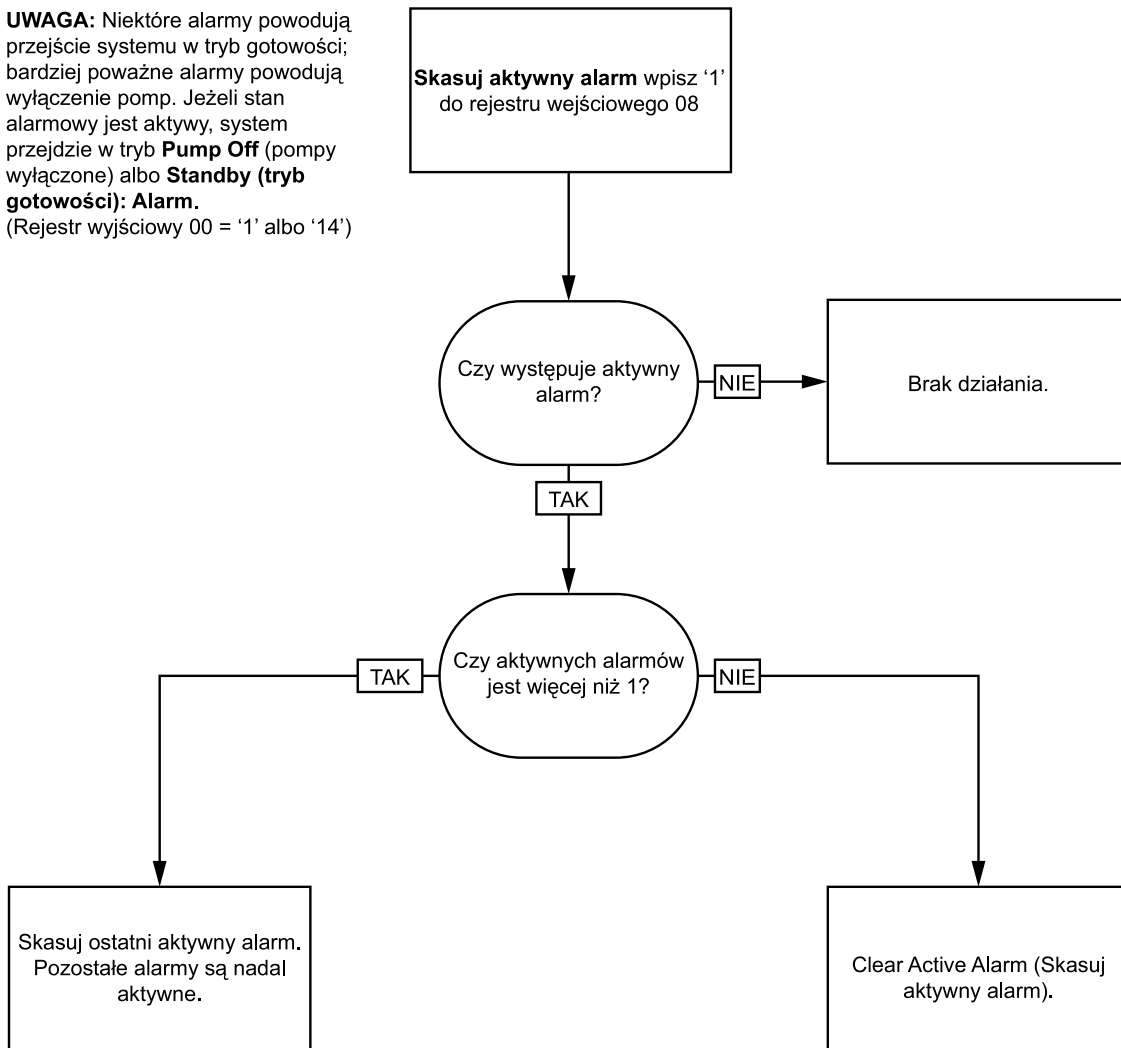 UWAGA: Niektóre alarmy powodują
przejście systemu w tryb gotowości;
bardziej poważne alarmy powodują
wyłączenie pomp. Jeżeli stan
alarmowy jest aktywy, system
przejdzie w tryb Pump Off (pompy
wyłączone) albo Standby (tryb
gotowości): Alarm.
(Rejestr wyjściowy 00 = ‘1’ albo ‘14’)
Skasuj aktywny alarm wpisz ‘1’
do rejestru wejściowego 08
Czy występuje aktywny
alarm?
NIE
Brak działania.
TAK
Czy aktywnych alarmów
jest więcej niż 1?
TAK
NIE
Skasuj ostatni aktywny alarm.
Pozostałe alarmy są nadal
aktywne.
Clear Active Alarm (Skasuj
aktywny alarm).